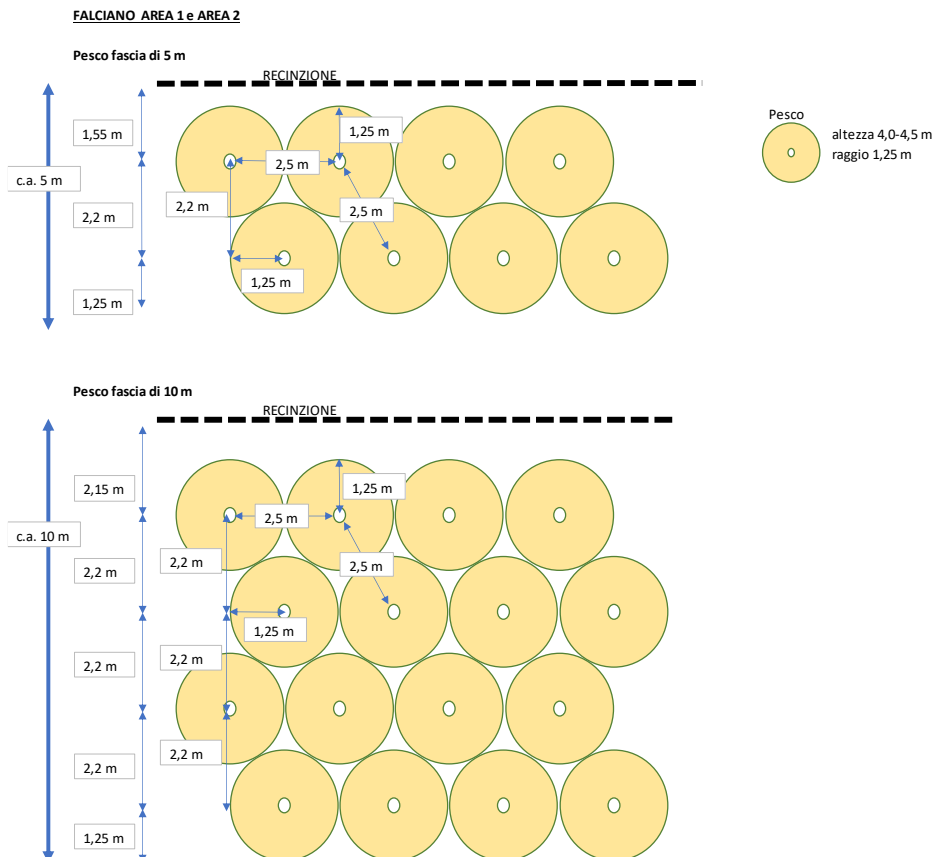 FALCIANO AREA 1 e AREA 2
Pesco fascia di 5 m
RECINZIONE
Pesco
altezza 4,0-4,5 m
raggio 1,25 m
1,55 m
1,25 m
2,5 m
c.a. 5 m
2,2 m
2,2 m
2,5 m
1,25 m
1,25 m
Pesco fascia di 10 m
RECINZIONE
2,15 m
1,25 m
2,5 m
c.a. 10 m
2,2 m
2,2 m
2,5 m
1,25 m
2,2 m
2,2 m
2,2 m
2,2 m
1,25 m